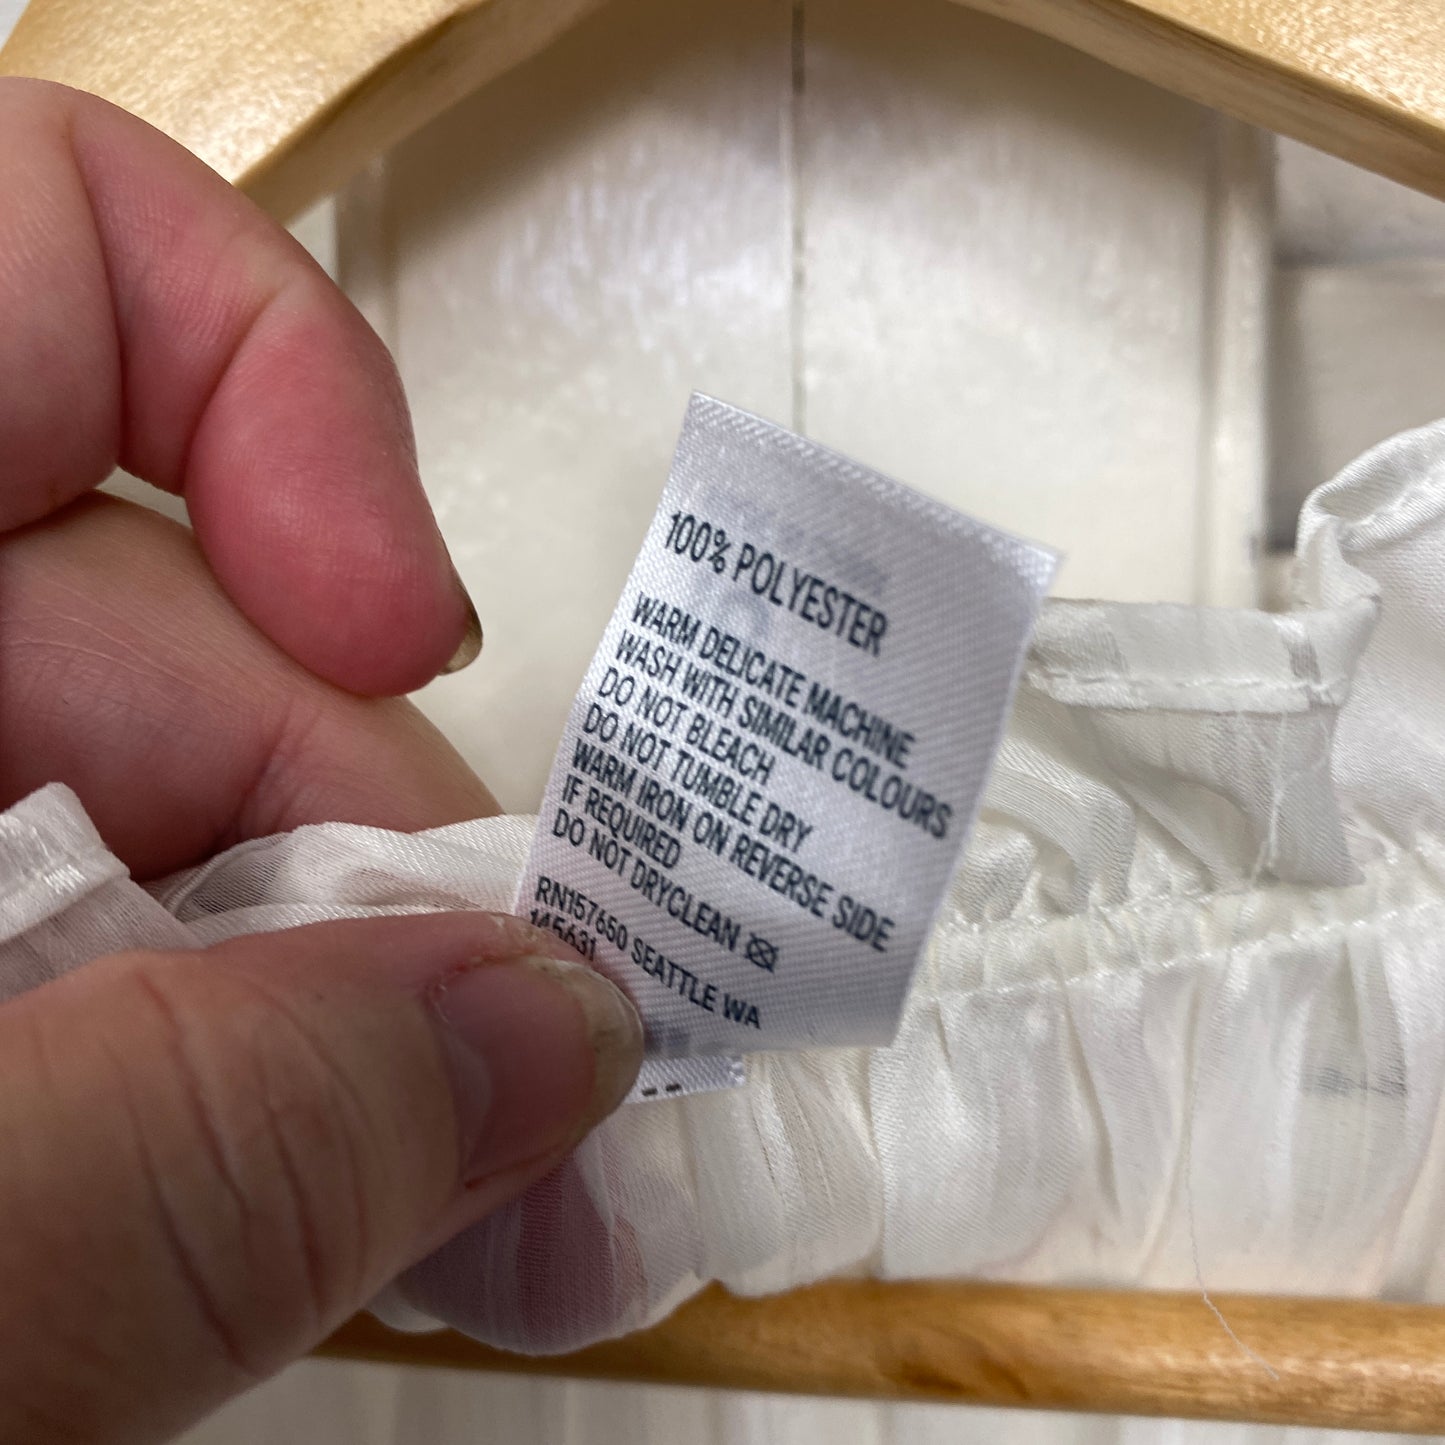 100% POLYESTER
WARM DELICATE MACHINE
WASH WITH SIMILAR COLOURS
DO NOT BLEACH
DO NOT TUMBLE DRY
WARM IRON ON REVERSE SIDE
IF REQUIRED
DO NOT DRYCLEAN
RN157650 SEATTLE WA
145631